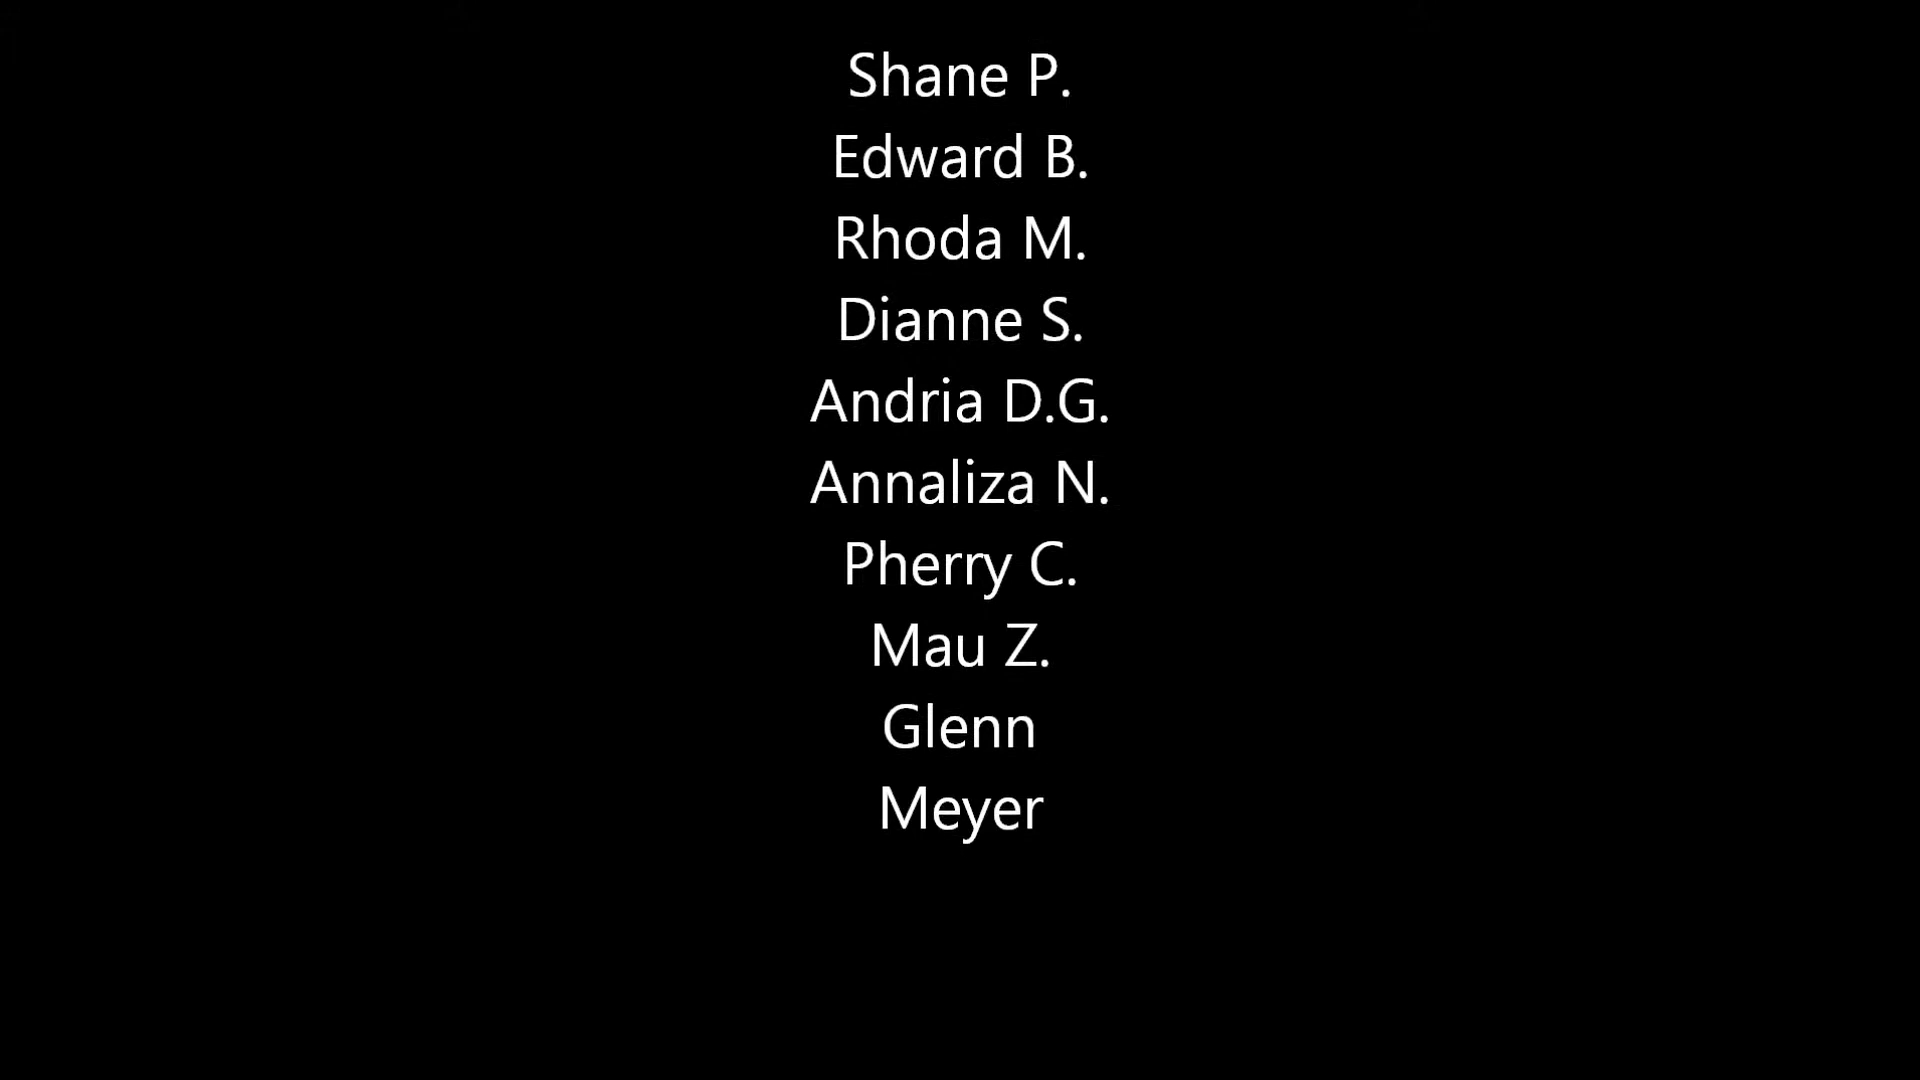 Shane P.
Edward B.
Rhoda M.
Dianne S.
Andria D.G.
Annaliza N.
Pherry C.
Mau Z.
Glenn
Meyer